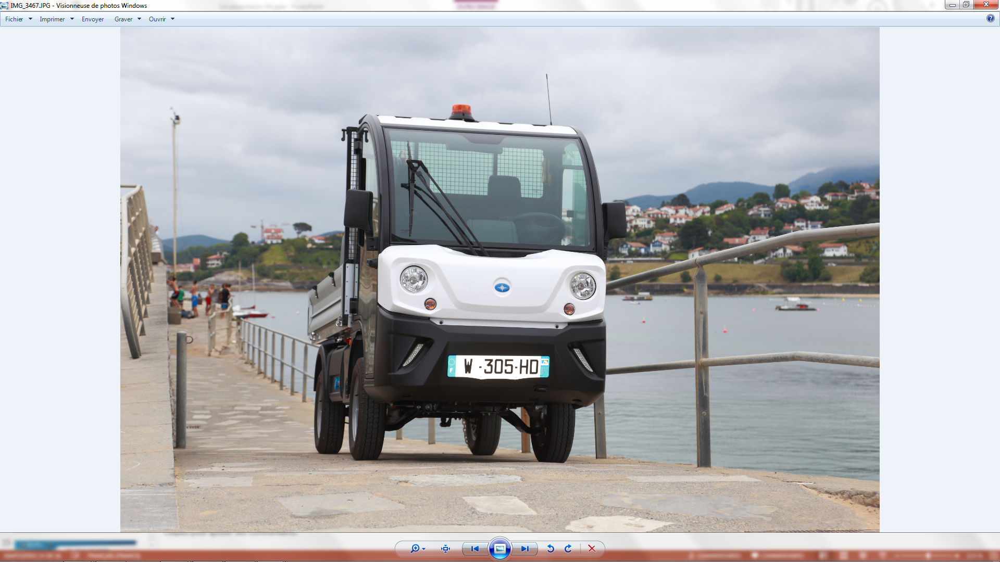 IMG_3467.JPG - Visionneuse de photos Windows
Fichier Imprimer Envoyer Graver Ouvrir
W -305-HD
F